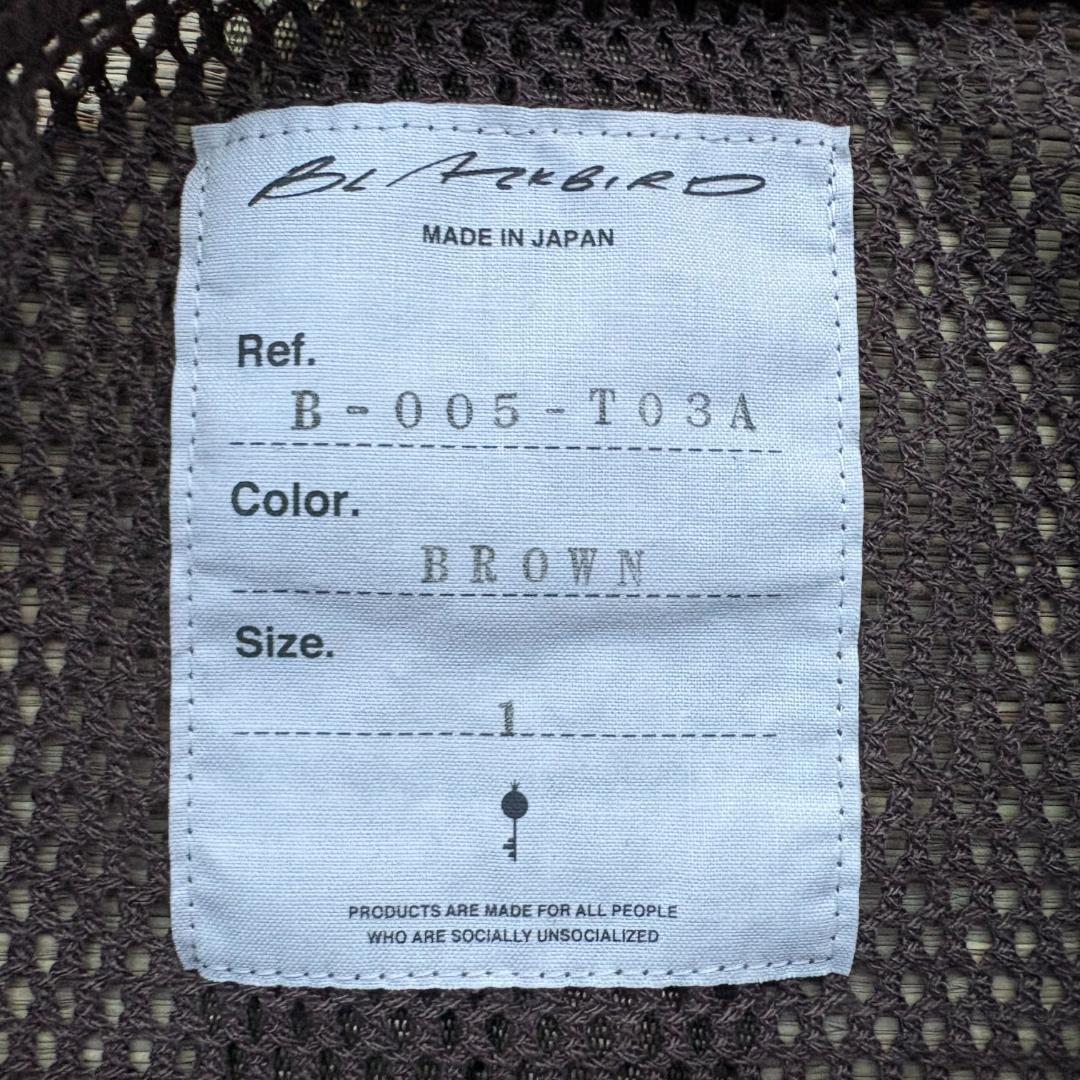 BLACKBIRD
MADE IN JAPAN
Ref.
B-005-T03A
Color.
BROWN
Size.
1
PRODUCTS ARE MADE FOR ALL PEOPLE
WHO ARE SOCIALLY UNSOCIALIZED